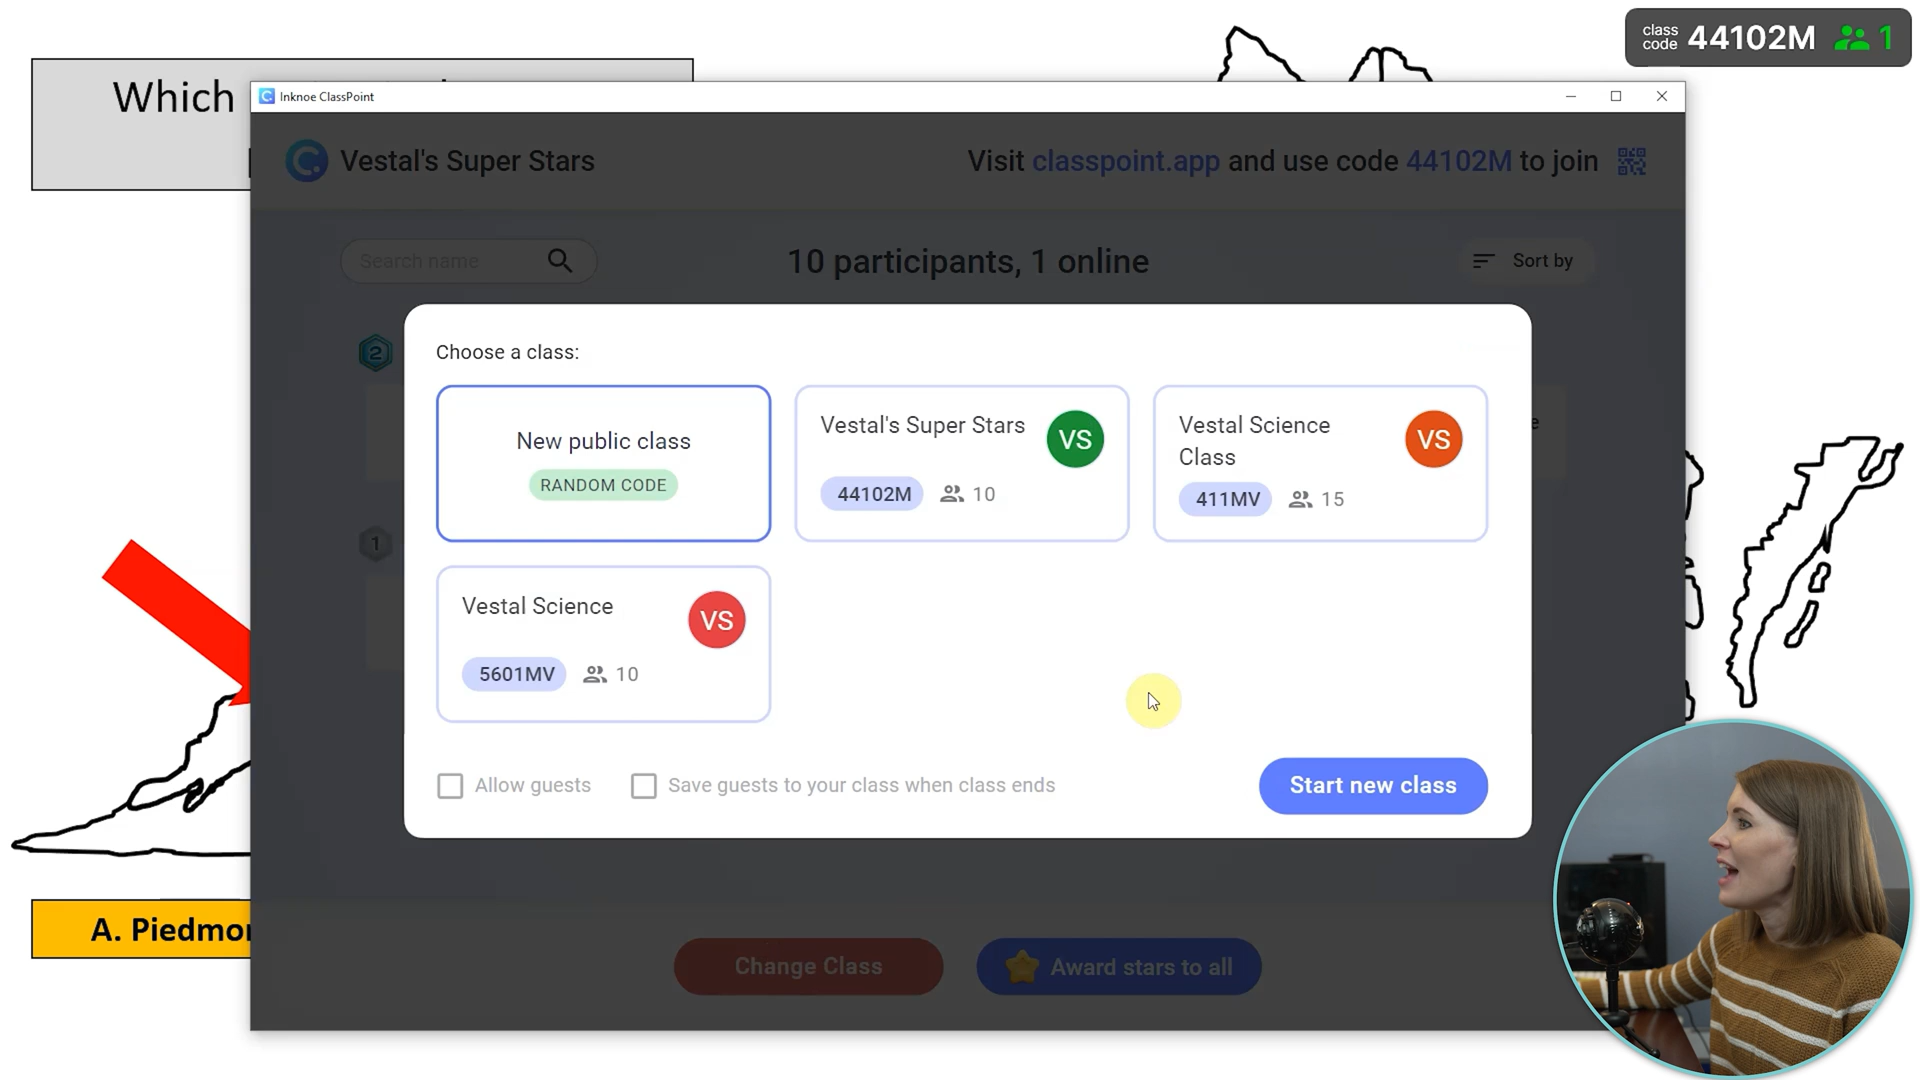 class
code 44102M 1
Which
Inknoe ClassPoint
Vestal's Super Stars
Visit classpoint.app and use code 44102M to join
Search name
10 participants, 1 online
Sort by
2
1
Choose a class:
New public class
RANDOM CODE
Vestal's Super Stars
VS
44102M 10
Vestal Science
Class
VS
411MV 15
Vestal Science
VS
5601MV 10
Allow guests
Save guests to your class when class ends
Start new class
A. Piedmon
Change Class
Award stars to all